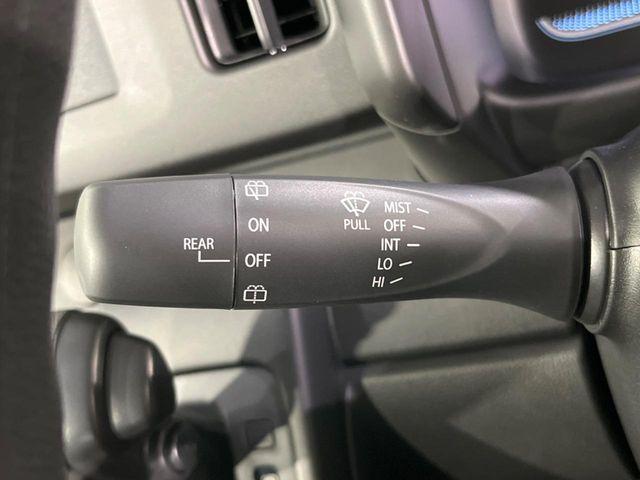 REAR
ON
OFF
PULL
MIST
OFF
INT
LO
HI